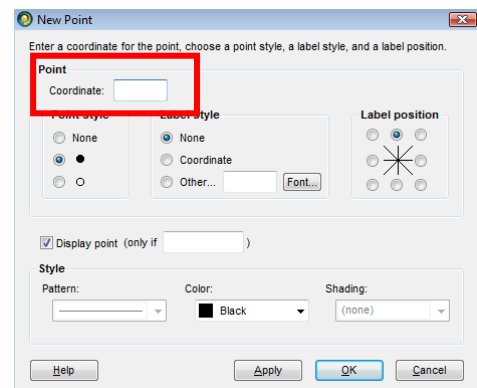 New Point
Enter a coordinate for the point, choose a point style, a label style, and a label position.
Point
Coordinate:
Point style Label style Label position
None None
Coordinate
Other... Font...
Display point (only if )
Style
Pattern: Color: Shading:
Black (none)
Help Apply OK Cancel